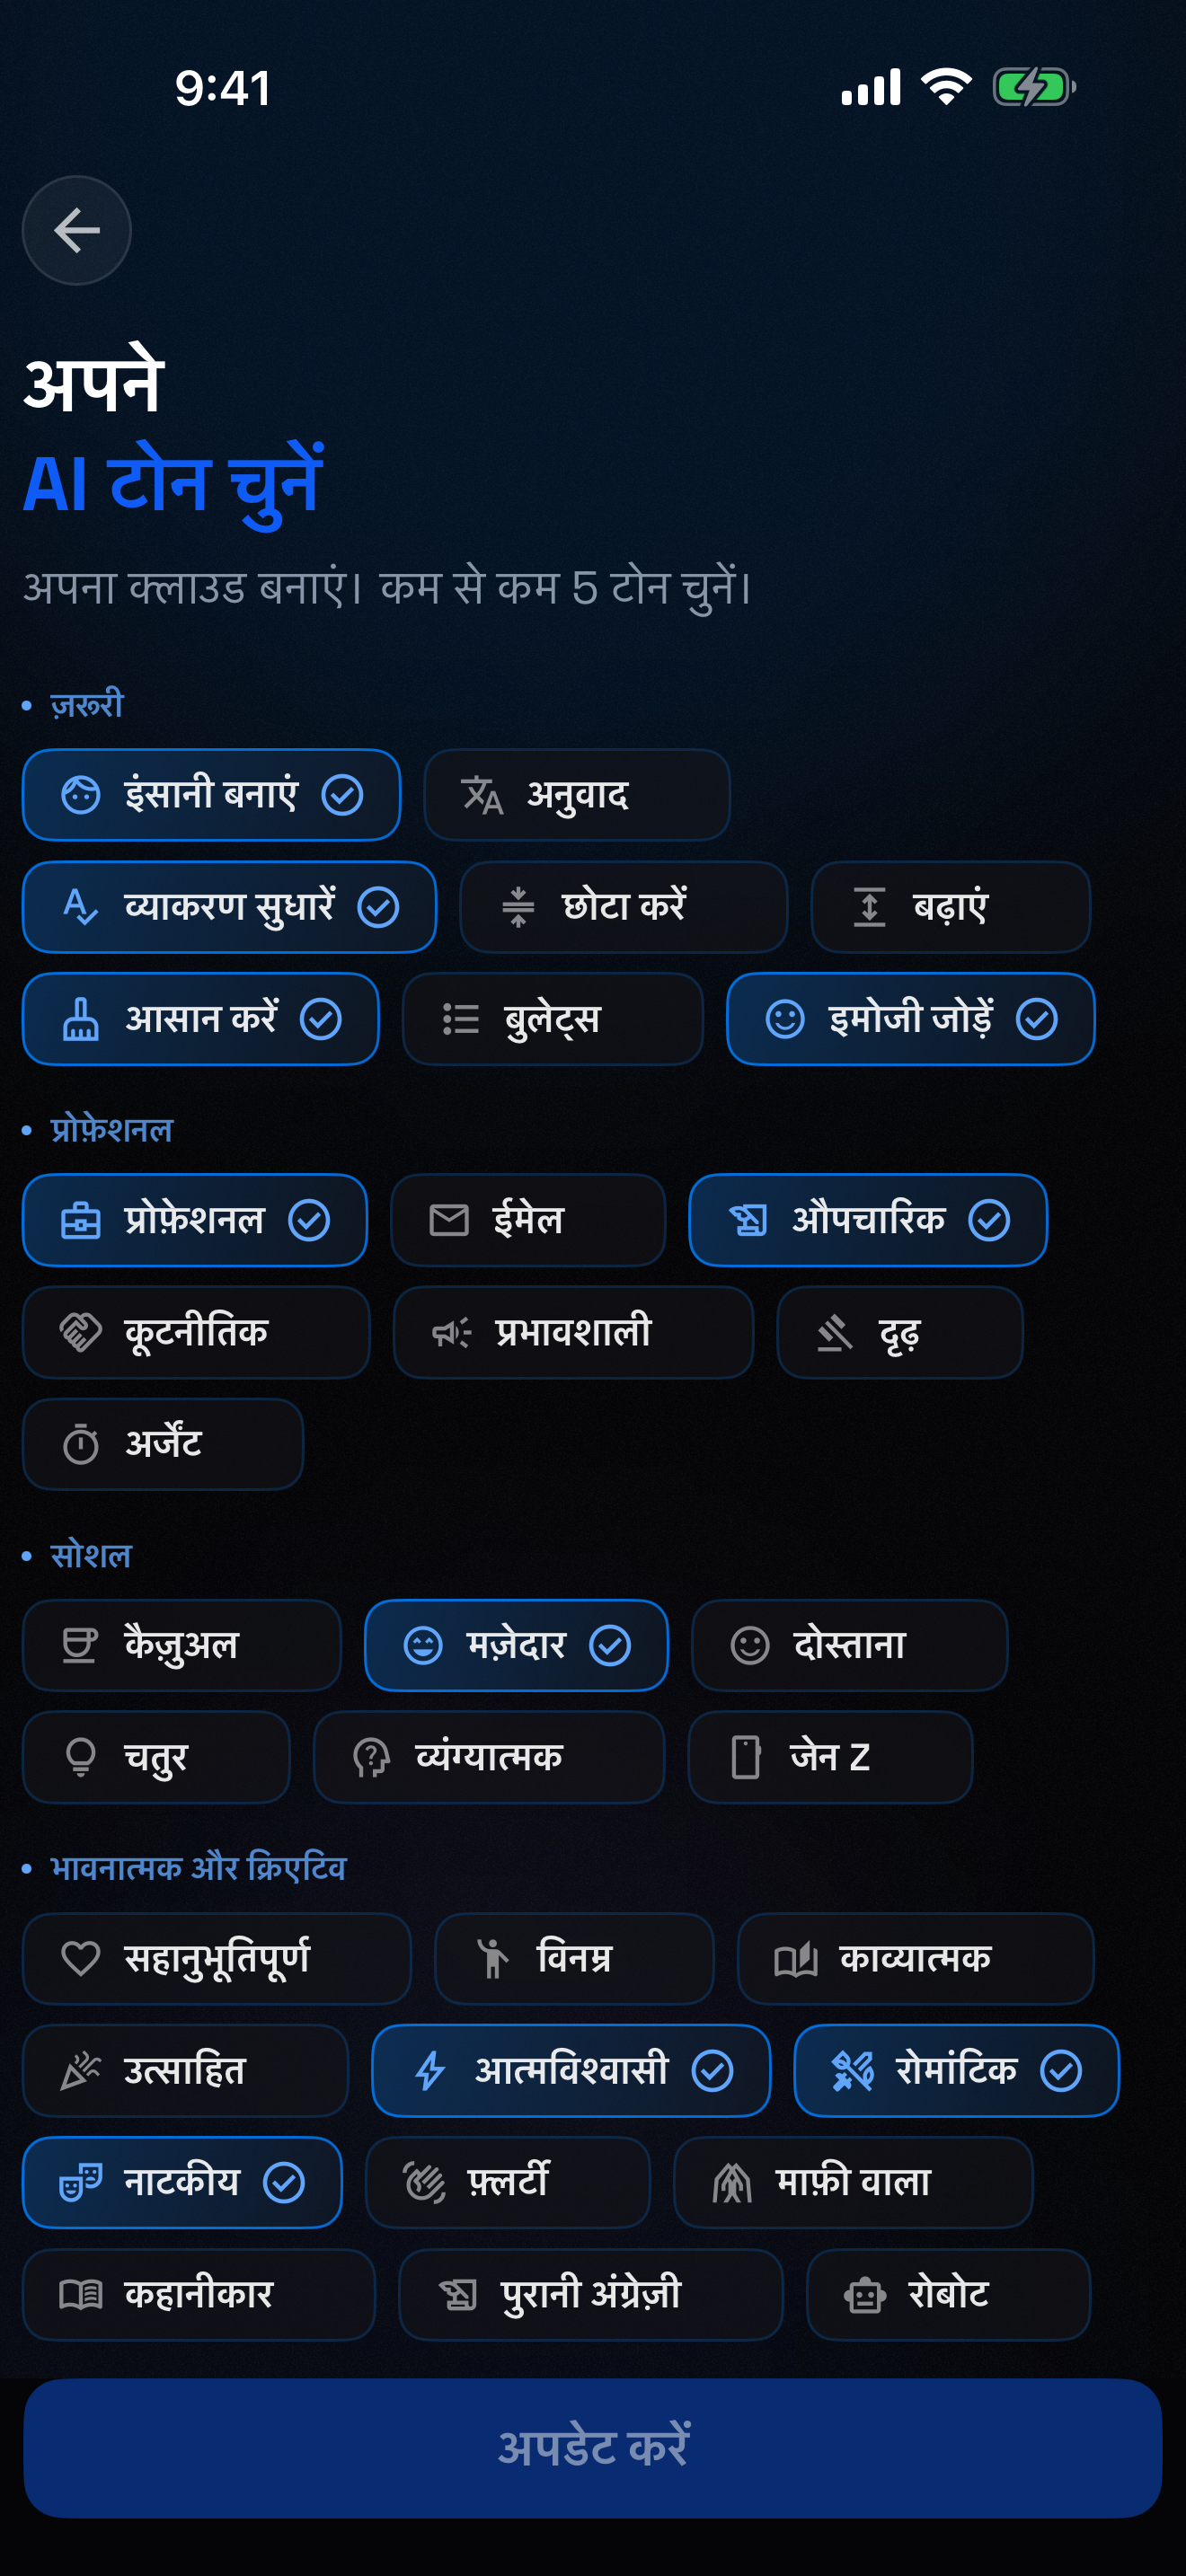 9:41
अपने
AI टोन चुनें
अपना क्लाउड बनाएं। कम से कम 5 टोन चुनें।
• ज़रूरी
इंसानी बनाएं अनुवाद
व्याकरण सुधारें छोटा करें बढ़ाएं
आसान करें बुलेट्स इमोजी जोड़ें
• प्रोफ़ेशनल
प्रोफ़ेशनल ईमेल औपचारिक
कूटनीतिक प्रभावशाली दृढ़
अर्जेंट
• सोशल
कैज़ुअल मज़ेदार दोस्ताना
चतुर व्यंग्यात्मक जेन Z
• भावनात्मक और क्रिएटिव
सहानुभूतिपूर्ण विनम्र काव्यात्मक
उत्साहित आत्मविश्वासी रोमांटिक
नाटकीय फ़्लर्टी माफ़ी वाला
कहानीकार पुरानी अंग्रेज़ी रोबोट
अपडेट करें